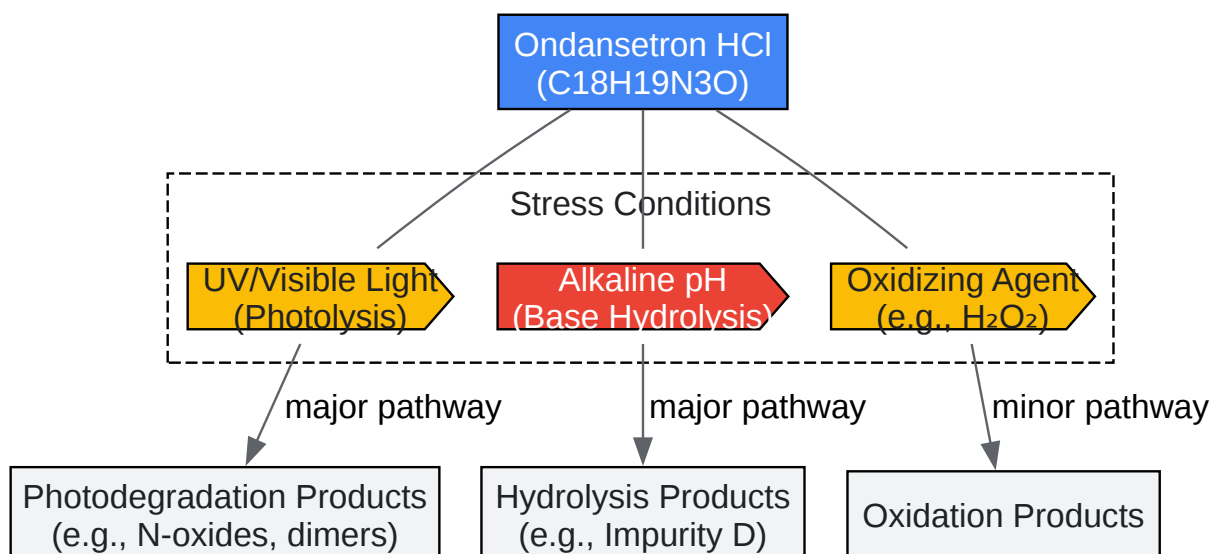 Ondansetron HCl
(C18H19N3O)
Stress Conditions
UV/Visible Light
(Photolysis)
Alkaline pH
(Base Hydrolysis)
Oxidizing Agent
(e.g., H₂O₂)
major pathway
major pathway
minor pathway
Photodegradation Products
(e.g., N-oxides, dimers)
Hydrolysis Products
(e.g., Impurity D)
Oxidation Products